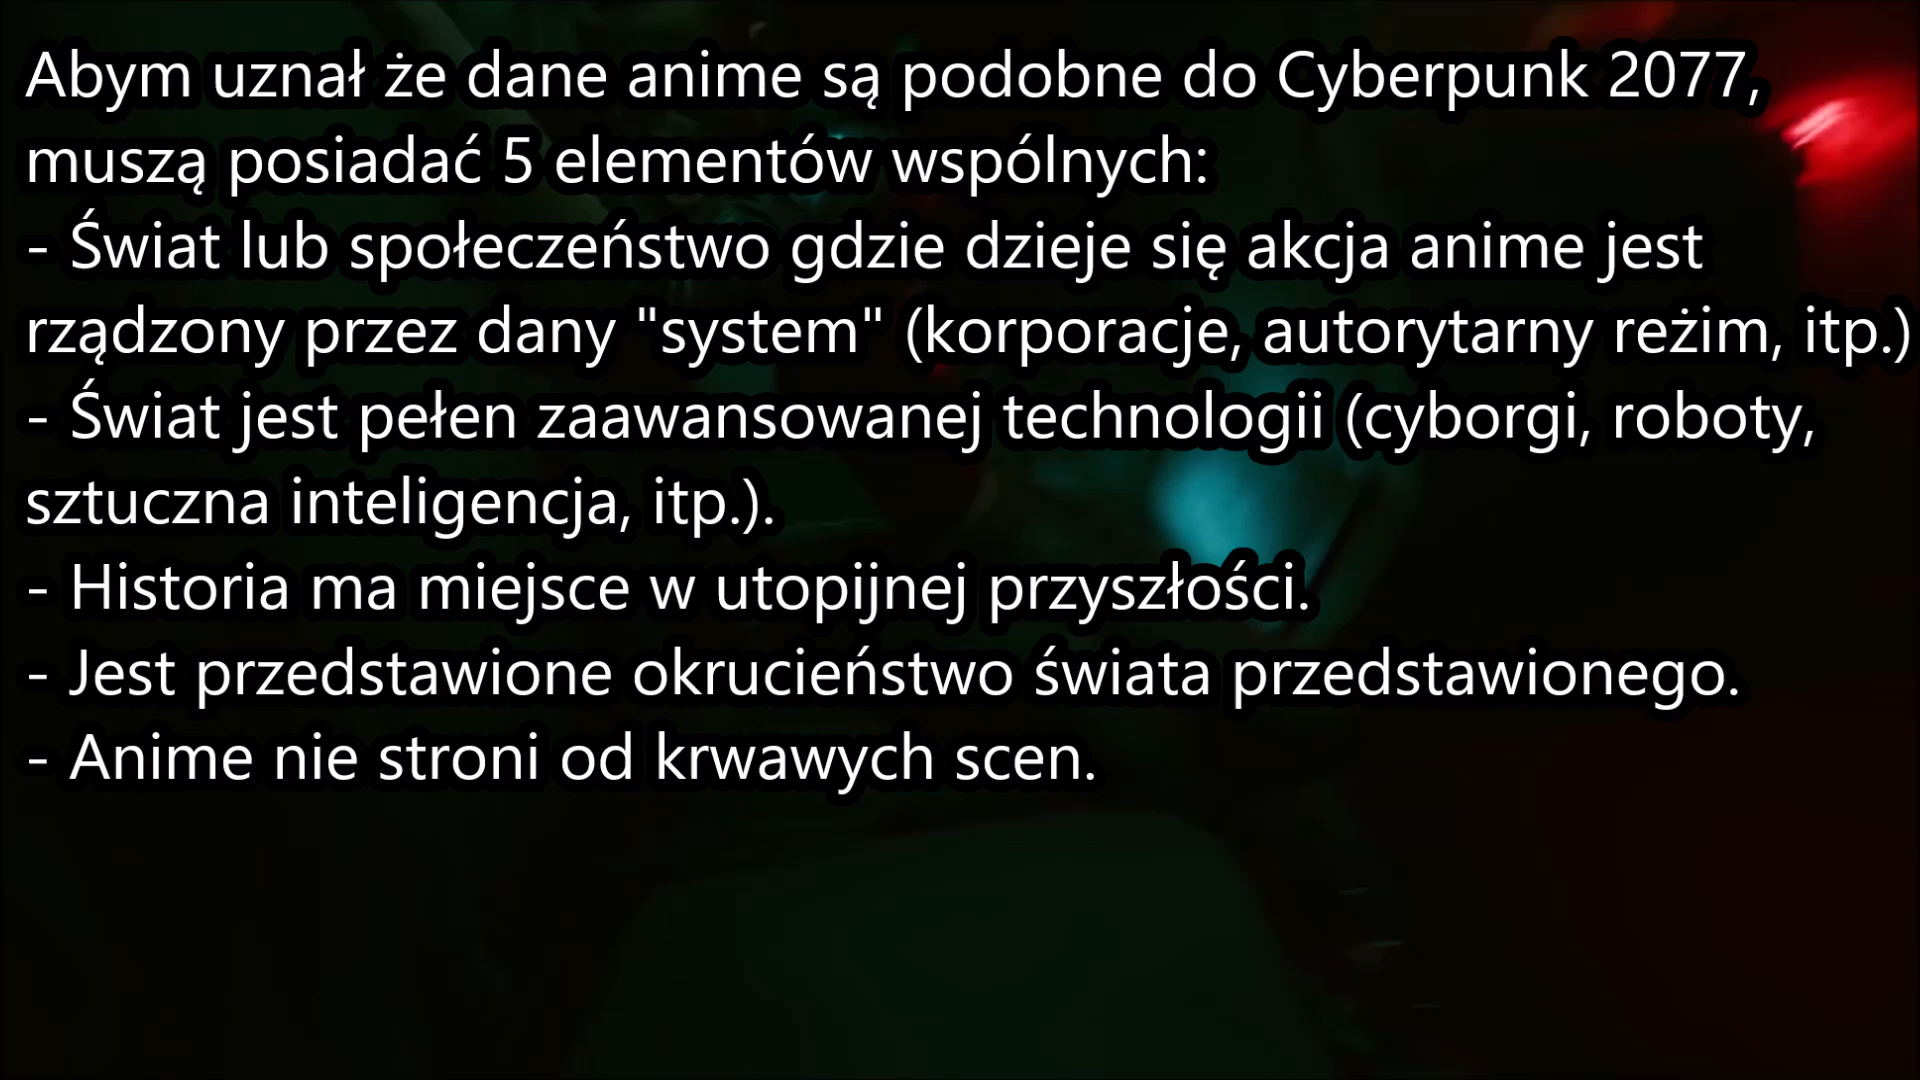 Abym uznał że dane anime są podobne do Cyberpunk 2077,
muszą posiadać 5 elementów wspólnych:
- Świat lub społeczeństwo gdzie dzieje się akcja anime jest
rządzony przez dany "system" (korporacje, autorytarny reżim, itp.)
- Świat jest pełen zaawansowanej technologii (cyborgi, roboty,
sztuczna inteligencja, itp.).
- Historia ma miejsce w utopijnej przyszłości.
- Jest przedstawione okrucieństwo świata przedstawionego.
- Anime nie stroni od krwawych scen.